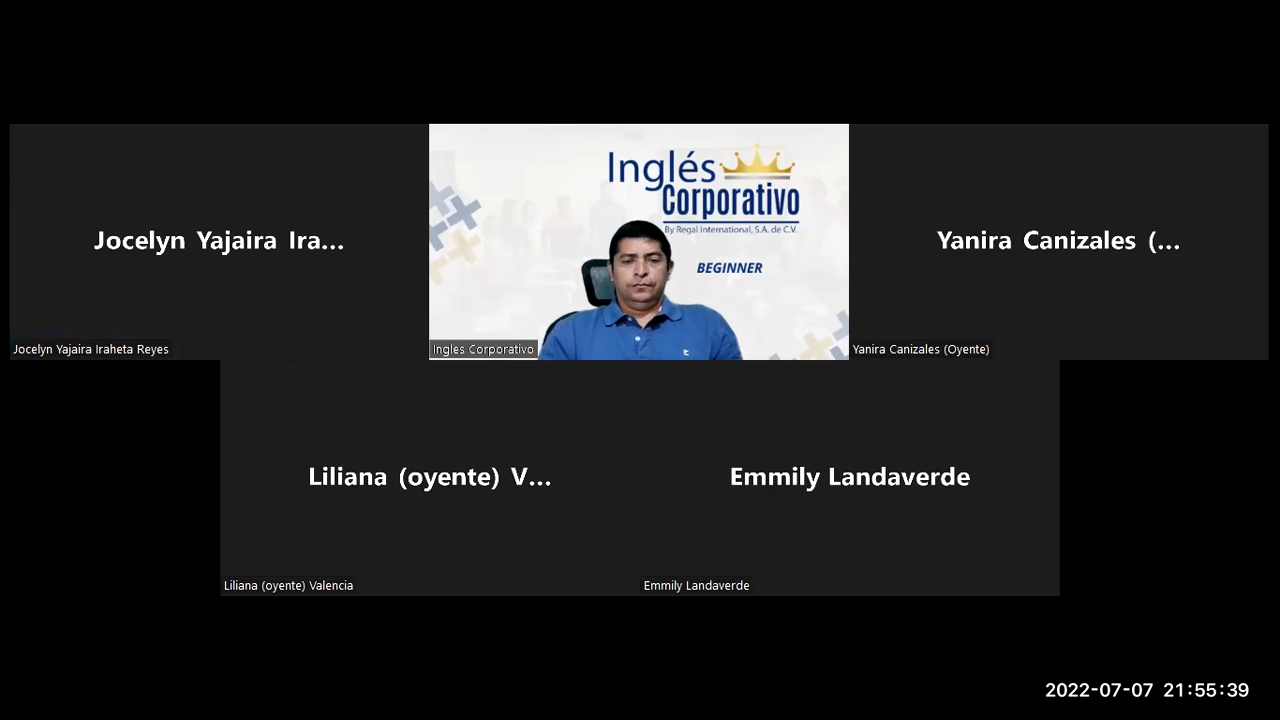 Jocelyn Yajaira Ira...
Jocelyn Yajaira Iraheta Reyes
Inglés
Corporativo
By Regal International, S.A. de C.V.
BEGINNER
Ingles Corporativo
Yanira Canizales (...
Yanira Canizales (Oyente)
Liliana (oyente) V...
Liliana (oyente) Valencia
Emmily Landaverde
Emmily Landaverde
2022-07-07 21:55:39